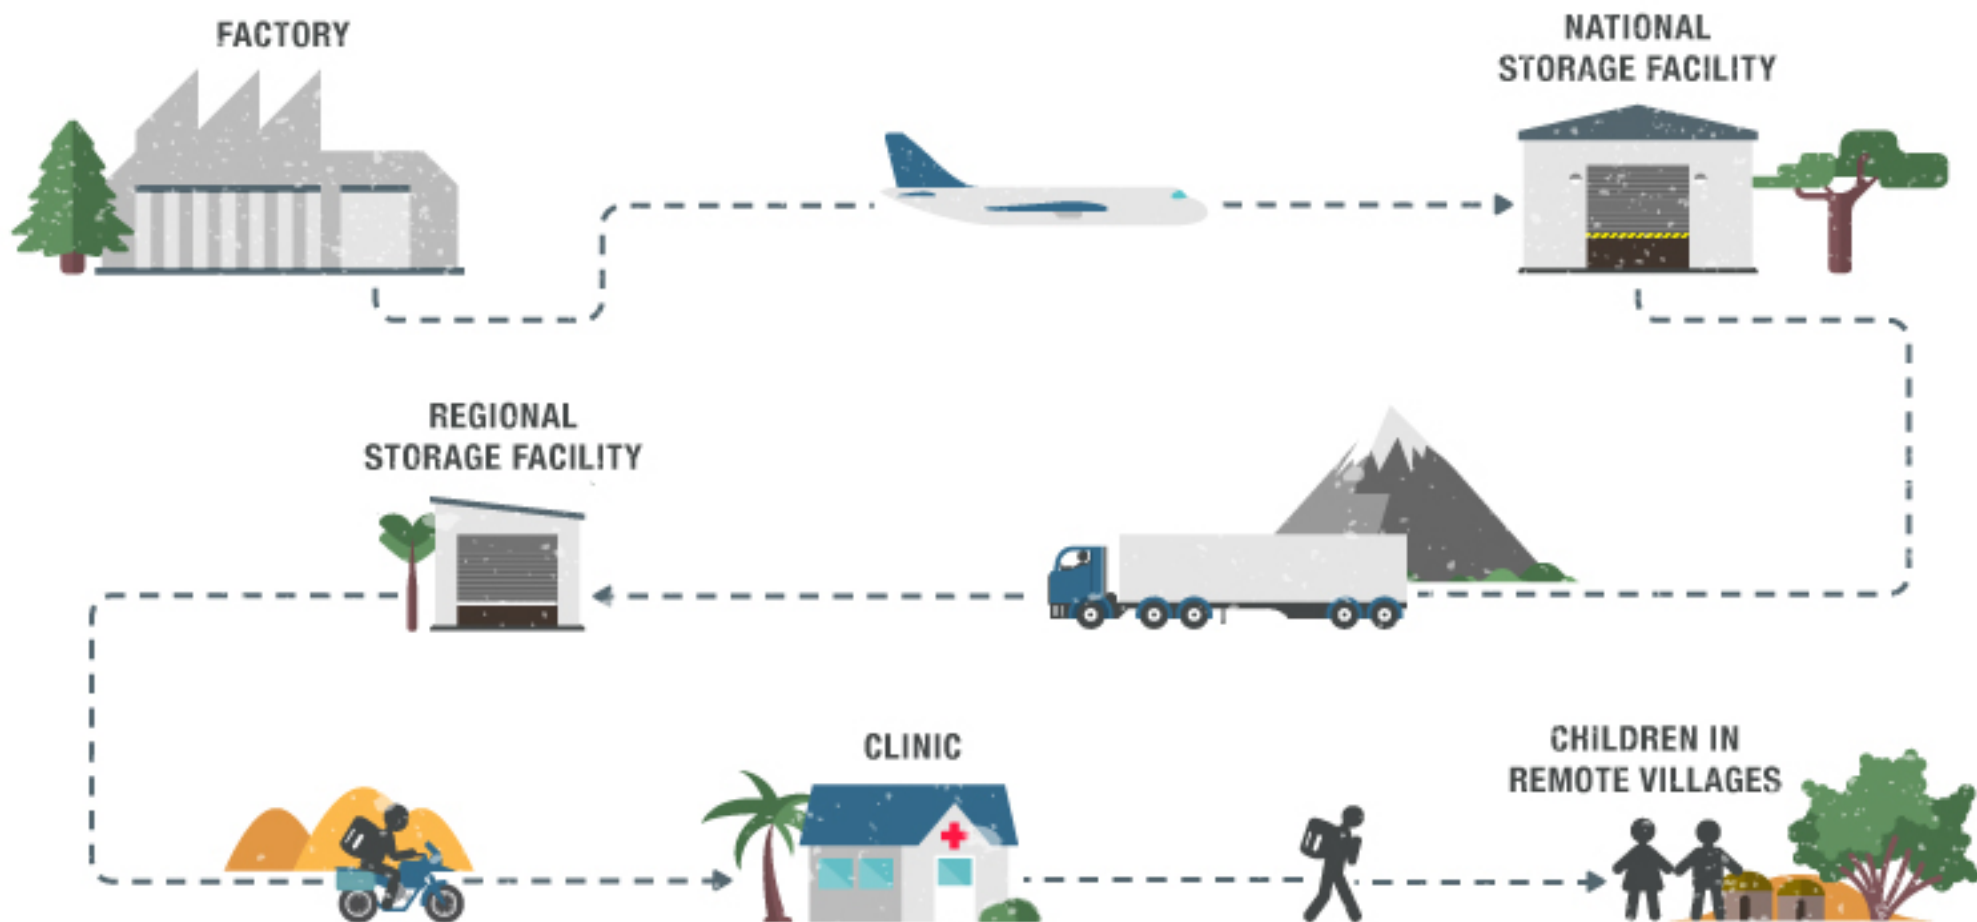 FACTORY
NATIONAL
STORAGE FACILITY
REGIONAL
STORAGE FACILITY
CLINIC
CHILDREN IN
REMOTE VILLAGES